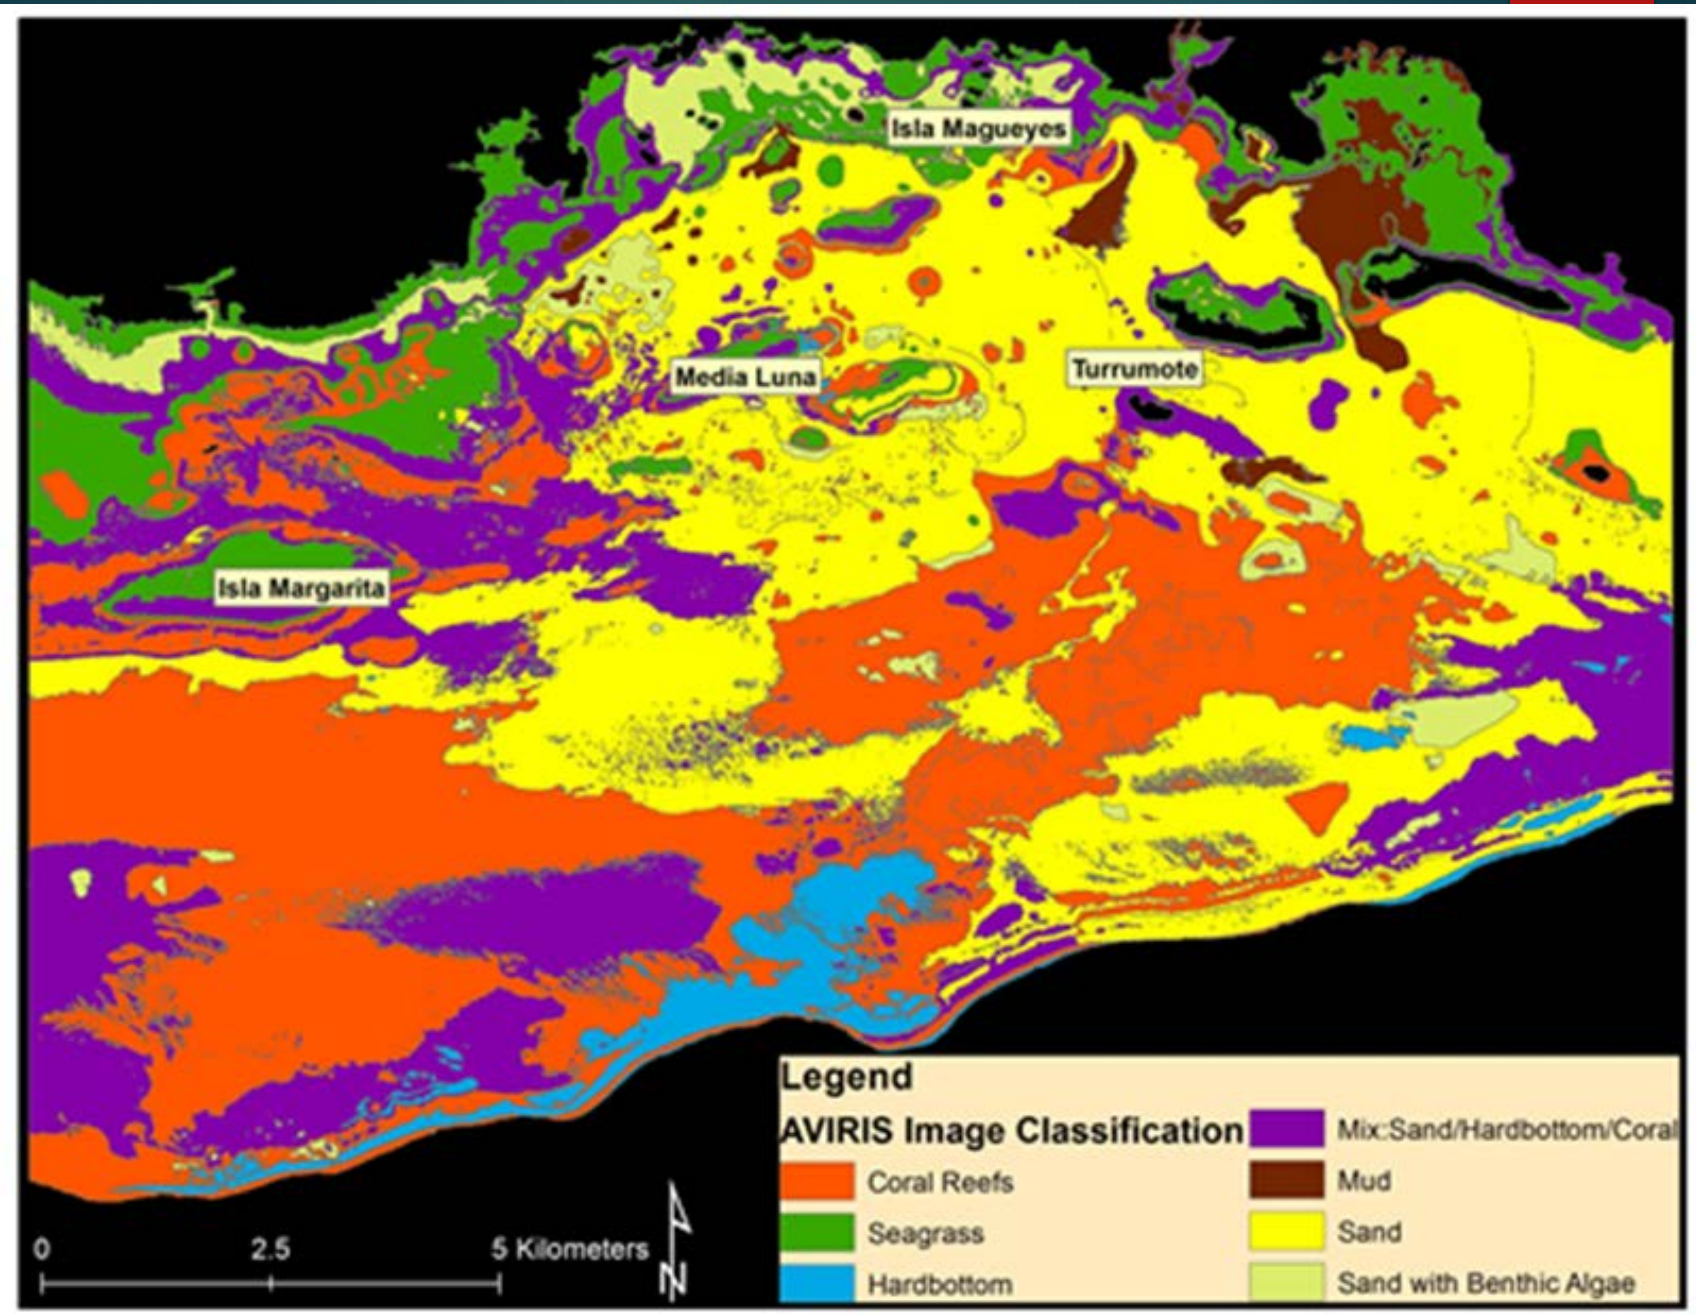 Isla Magueyes
Media Luna
Turrumote
Isla Margarita
Legend
AVIRIS Image Classification
Coral Reefs
Seagrass
Hardbottom
Mix:Sand/Hardbottom/Coral
Mud
Sand
Sand with Benthic Algae
0 2.5 5 Kilometers
N